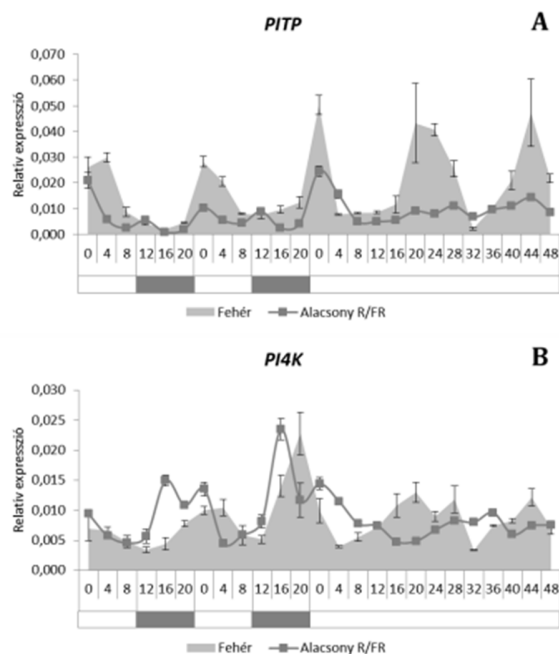 PITP
A
Relatív expresszió
0,070
0,060
0,050
0,040
0,030
0,020
0,010
0,000
0 4 8 12 16 20 0 4 8 12 16 20 0 4 8 12 16 20 24 28 32 36 40 44 48
Fehér Alacsony R/FR
PI4K
B
Relatív expresszió
0,030
0,025
0,020
0,015
0,010
0,005
0,000
0 4 8 12 16 20 0 4 8 12 16 20 0 4 8 12 16 20 24 28 32 36 40 44 48
Fehér Alacsony R/FR